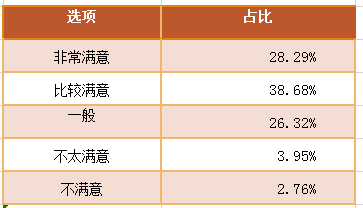 选项 占比
非常满意 28.29%
比较满意 38.68%
一般 26.32%
不太满意 3.95%
不满意 2.76%